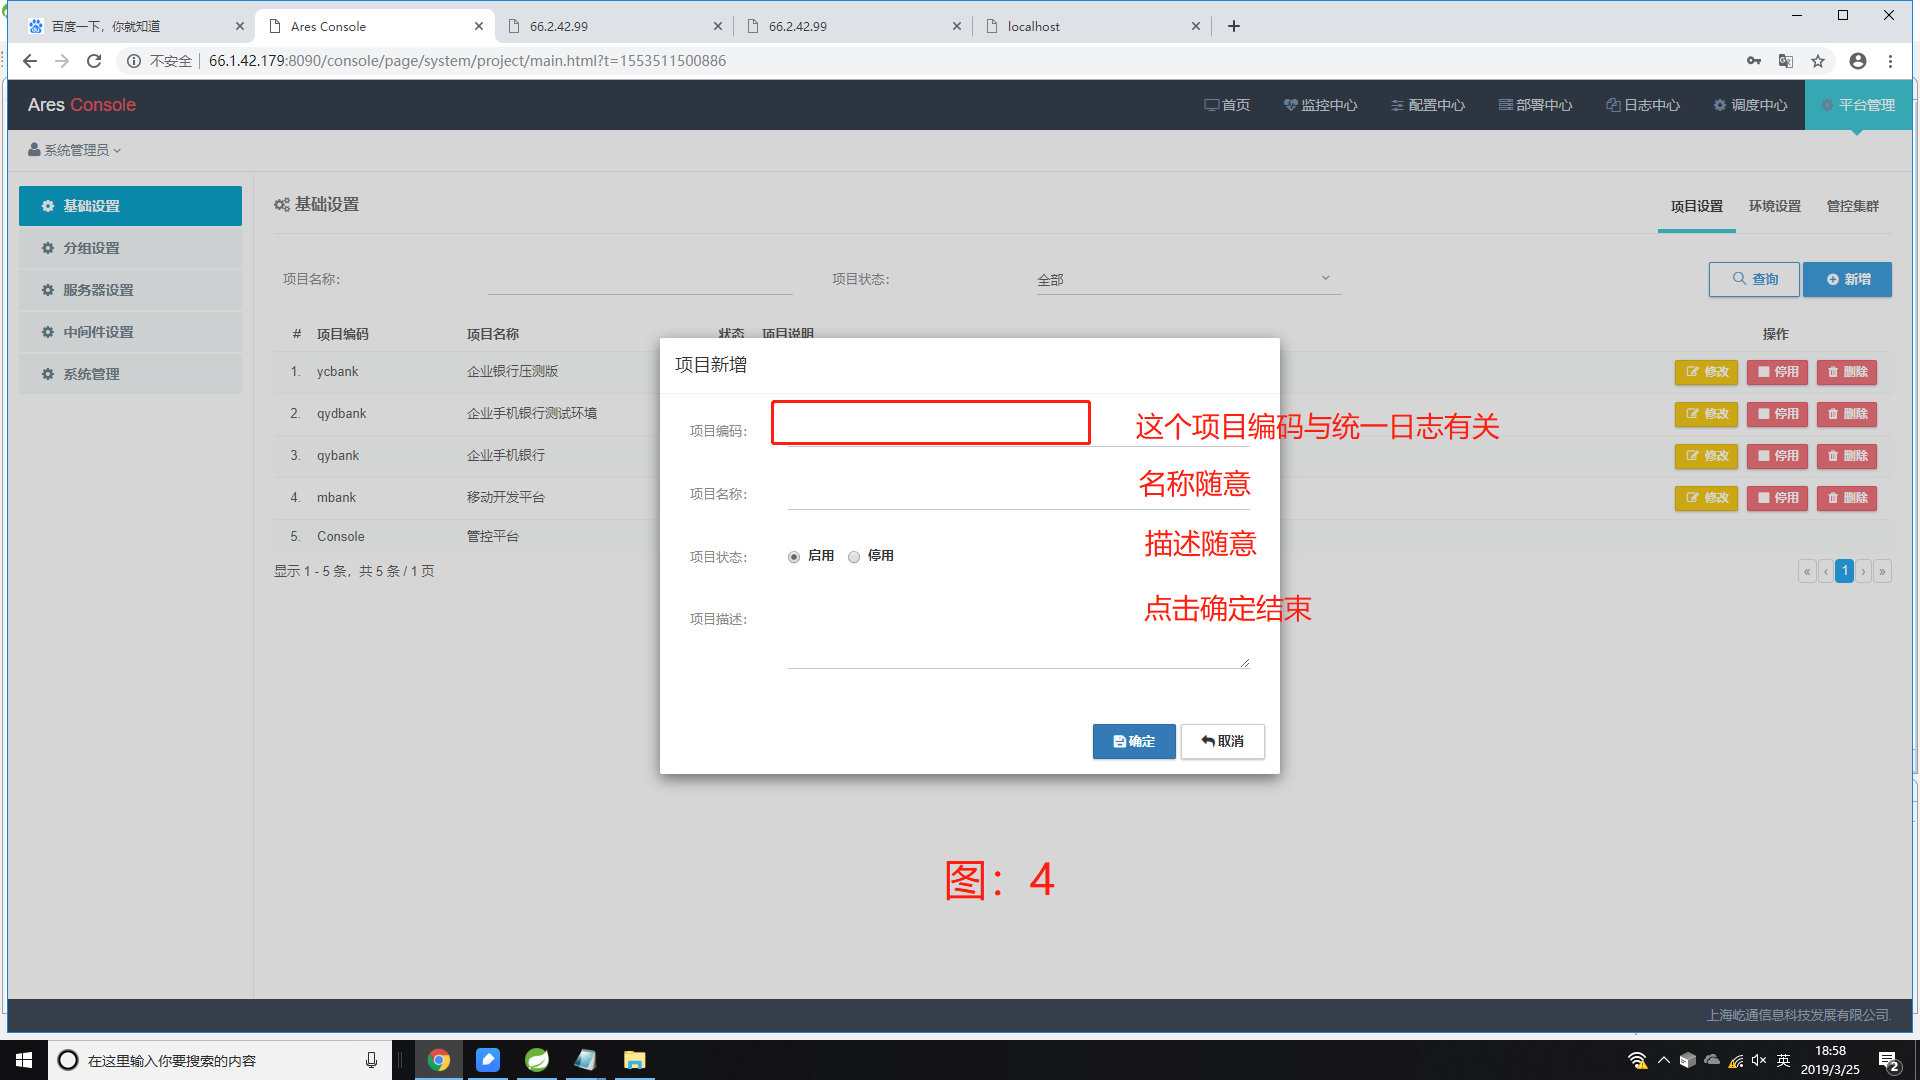 百度一下，你就知道
Ares Console
66.2.42.99
66.2.42.99
localhost
不安全
66.1.42.179:8090/console/page/system/project/main.html?t=1553511500886
Ares Console
首页
监控中心
配置中心
部署中心
日志中心
调度中心
平台管理
系统管理员
基础设置
分组设置
服务器设置
中间件设置
系统管理
基础设置
项目设置
环境设置
管控集群
项目名称:
项目状态:
全部
查询
新增
# 项目编码 项目名称 状态 项目说明 操作
1. ycbank 企业银行压测版 修改 停用 删除
2. qydbank 企业手机银行测试环境 修改 停用 删除
3. qybank 企业手机银行 修改 停用 删除
4. mbank 移动开发平台 修改 停用 删除
5. Console 管控平台
显示 1 - 5 条，共 5 条 / 1 页
« ‹ 1 › »
项目新增
项目编码:
这个项目编码与统一日志有关
项目名称:
名称随意
项目状态:
启用 停用
描述随意
项目描述:
点击确定结束
确定
取消
图：4
上海屹通信息科技发展有限公司.
在这里输入你要搜索的内容
英
18:58
2019/3/25
2